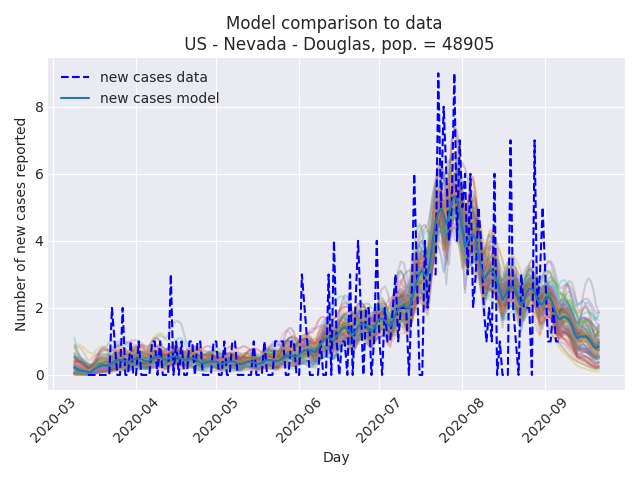 Model comparison to data
US - Nevada - Douglas, pop. = 48905
new cases data
new cases model
Number of new cases reported
8
6
4
2
0
2020-03
2020-04
2020-05
2020-06
2020-07
2020-08
2020-09
Day